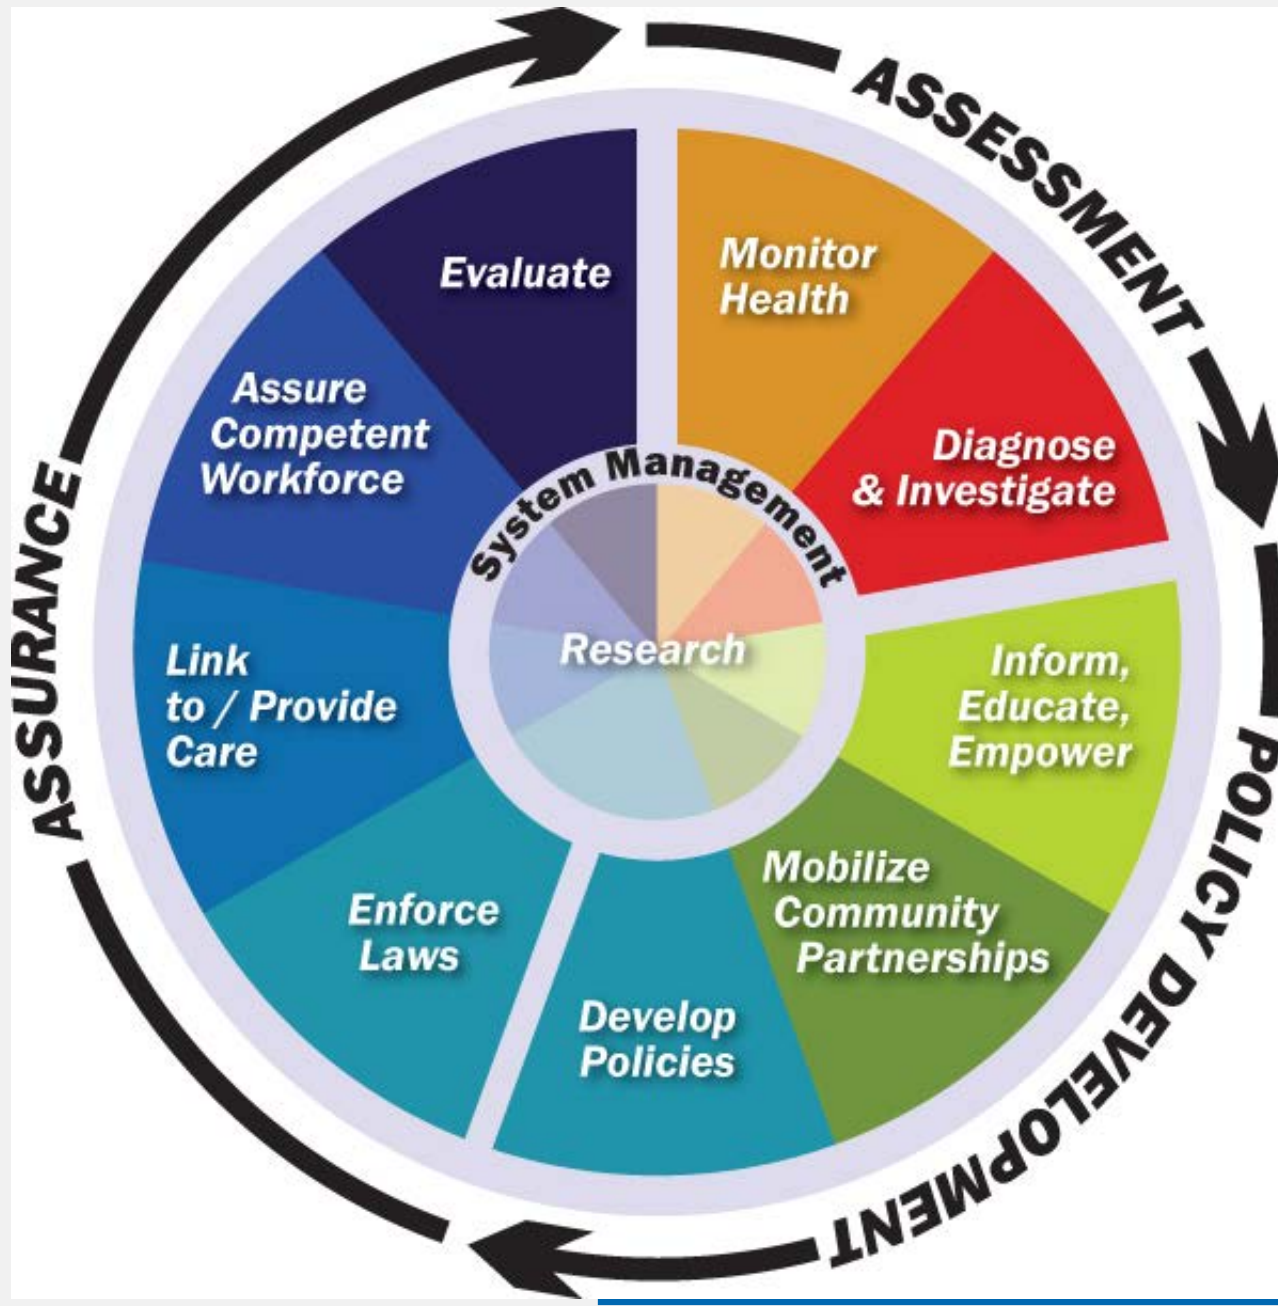 ASSESSMENT
POLICY DEVELOPMENT
ASSURANCE
Monitor
Health
Diagnose
& Investigate
Inform,
Educate,
Empower
Mobilize
Community
Partnerships
Develop
Policies
Enforce
Laws
Link
to / Provide
Care
Assure
Competent
Workforce
Evaluate
System Management
Research